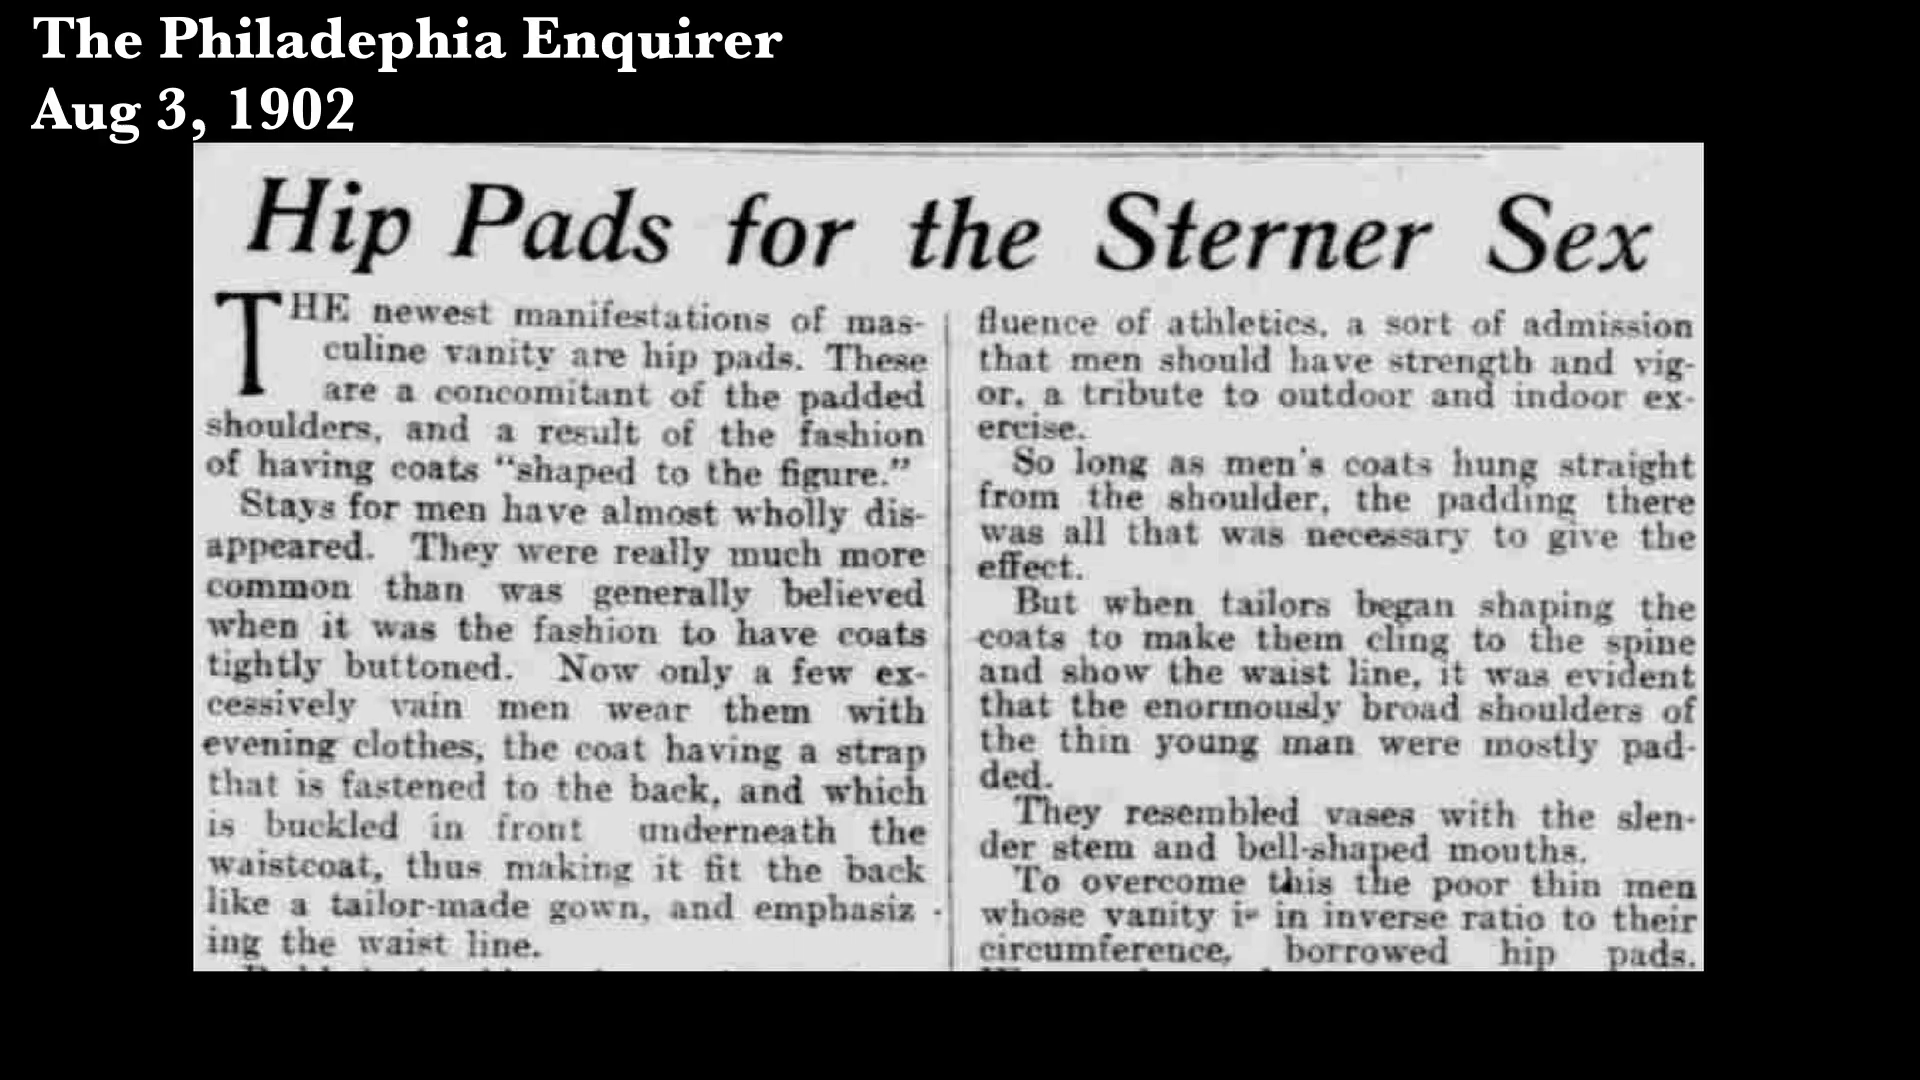 The Philadephia Enquirer
Aug 3, 1902
Hip Pads for the Sterner Sex
THE newest manifestations of mas-
culine vanity are hip pads. These
are a concomitant of the padded
shoulders, and a result of the fashion
of having coats “shaped to the figure.”
Stays for men have almost wholly dis-
appeared. They were really much more
common than was generally believed
when it was the fashion to have coats
tightly buttoned. Now only a few ex-
cessively vain men wear them with
evening clothes, the coat having a strap
that is fastened to the back, and which
is buckled in front underneath the
waistcoat, thus making it fit the back
like a tailor-made gown, and emphasiz-
ing the waist line.
fluence of athletics, a sort of admission
that men should have strength and vig-
or, a tribute to outdoor and indoor ex-
ercise.
So long as men's coats hung straight
from the shoulder, the padding there
was all that was necessary to give the
effect.
But when tailors began shaping the
coats to make them cling to the spine
and show the waist line, it was evident
that the enormously broad shoulders of
the thin young man were mostly pad-
ded.
They resembled vases with the slen-
der stem and bell-shaped mouths.
To overcome this the poor thin men
whose vanity is in inverse ratio to their
circumference, borrowed hip pads.